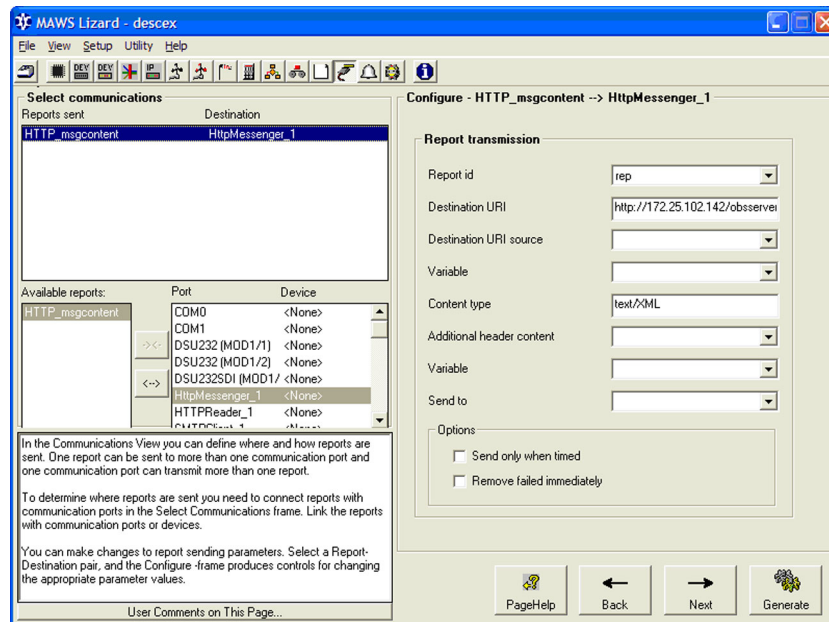 MAWS Lizard - descex
File View Setup Utility Help
Select communications
Reports sent Destination
HTTP_msgcontent HttpMessenger_1
Available reports:
HTTP_msgcontent
Port Device
COM0 <None>
COM1 <None>
DSU232 (MOD1/1) <None>
DSU232 (MOD1/2) <None>
DSU232SDI (MOD1/ <None>
HttpMessenger_1 <None>
HTTPReader_1 <None>
In the Communications View you can define where and how reports are
sent. One report can be sent to more than one communication port and
one communication port can transmit more than one report.
To determine where reports are sent you need to connect reports with
communication ports in the Select Communications frame. Link the reports
with communication ports or devices.
You can make changes to report sending parameters. Select a Report-
Destination pair, and the Configure -frame produces controls for changing
the appropriate parameter values.
User Comments on This Page...
Configure - HTTP_msgcontent --> HttpMessenger_1
Report transmission
Report id rep
Destination URI http://172.25.102.142/obsserver
Destination URI source
Variable
Content type text/XML
Additional header content
Variable
Send to
Options
Send only when timed
Remove failed immediately
PageHelp Back Next Generate